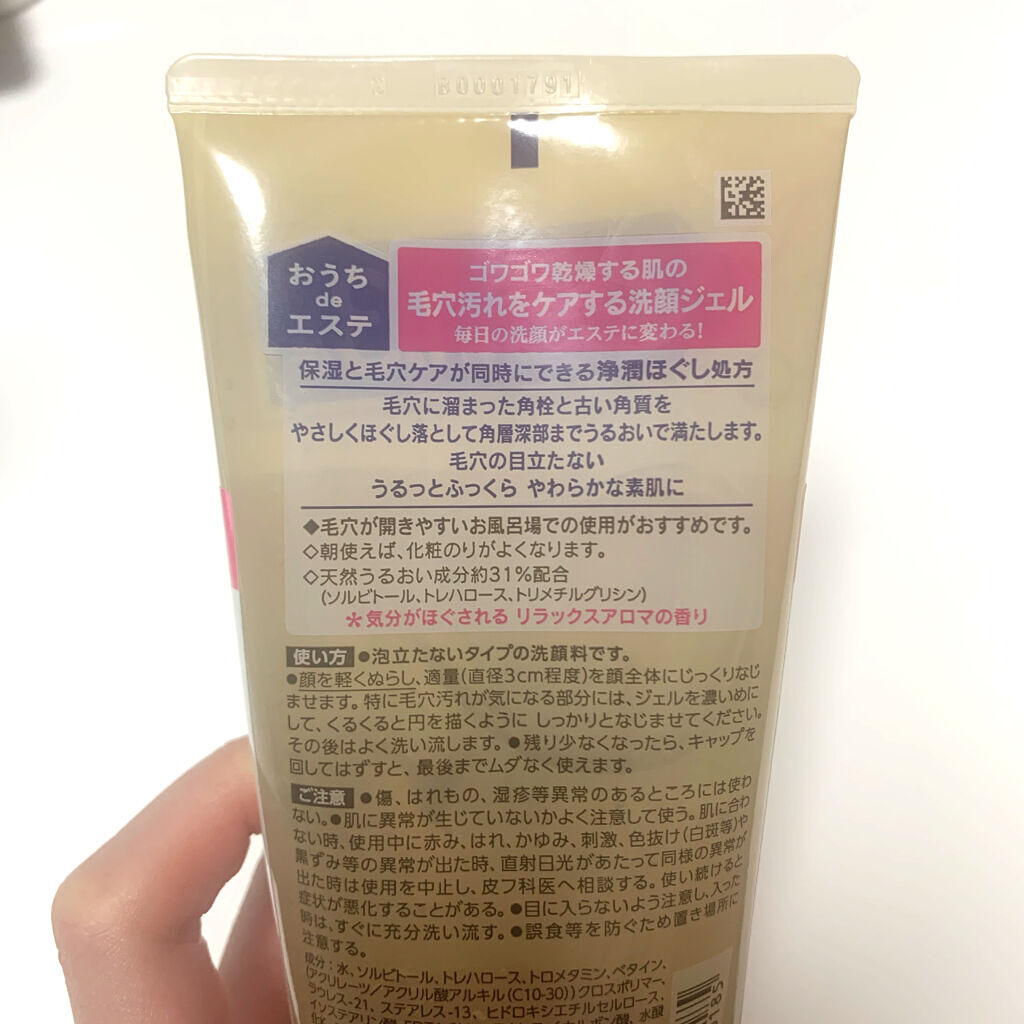 B0001791
おうち
de
エステ
ゴワゴワ乾燥する肌の
毛穴汚れをケアする洗顔ジェル
毎日の洗顔がエステに変わる!
保湿と毛穴ケアが同時にできる浄潤ほぐし処方
毛穴に溜まった角栓と古い角質を
やさしくほぐし落として角層深部までうるおいで満たします。
毛穴の目立たない
うるっとふっくら やわらかな素肌に
◆毛穴が開きやすいお風呂場での使用がおすすめです。
◇朝使えば、化粧のりがよくなります。
◇天然うるおい成分約31%配合
(ソルビトール、トレハロース、トリメチルグリシン)
*気分がほぐされる リラックスアロマの香り
使い方 ●泡立たないタイプの洗顔料です。
●顔を軽くぬらし、適量(直径3cm程度)を顔全体にじっくりなじ
ませます。特に毛穴汚れが気になる部分には、ジェルを濃いめに
して、くるくると円を描くように しっかりとなじませてください。
その後はよく洗い流します。●残り少なくなったら、キャップを
回してはずすと、最後までムダなく使えます。
ご注意 ●傷、はれもの、湿疹等異常のあるところには使わ
ない。●肌に異常が生じていないかよく注意して使う。肌に合わ
ない時、使用中に赤み、はれ、かゆみ、刺激、色抜け(白斑等)や
黒ずみ等の異常が出た時、直射日光があたって同様の異常が
出た時は使用を中止し、皮フ科医へ相談する。使い続けると
症状が悪化することがある。●目に入らないよう注意し、入った
時は、すぐに充分洗い流す。●誤食等を防ぐため置き場所に
注意する。
成分:水、ソルビトール、トレハロース、トロメタミン、ベタイン、
(アクリレーツ/アクリル酸アルキル(C10-30))クロスポリマー、
ラウレス-21、ステアレス-13、ヒドロキシエチルセルロース、
イソステアリン酸、